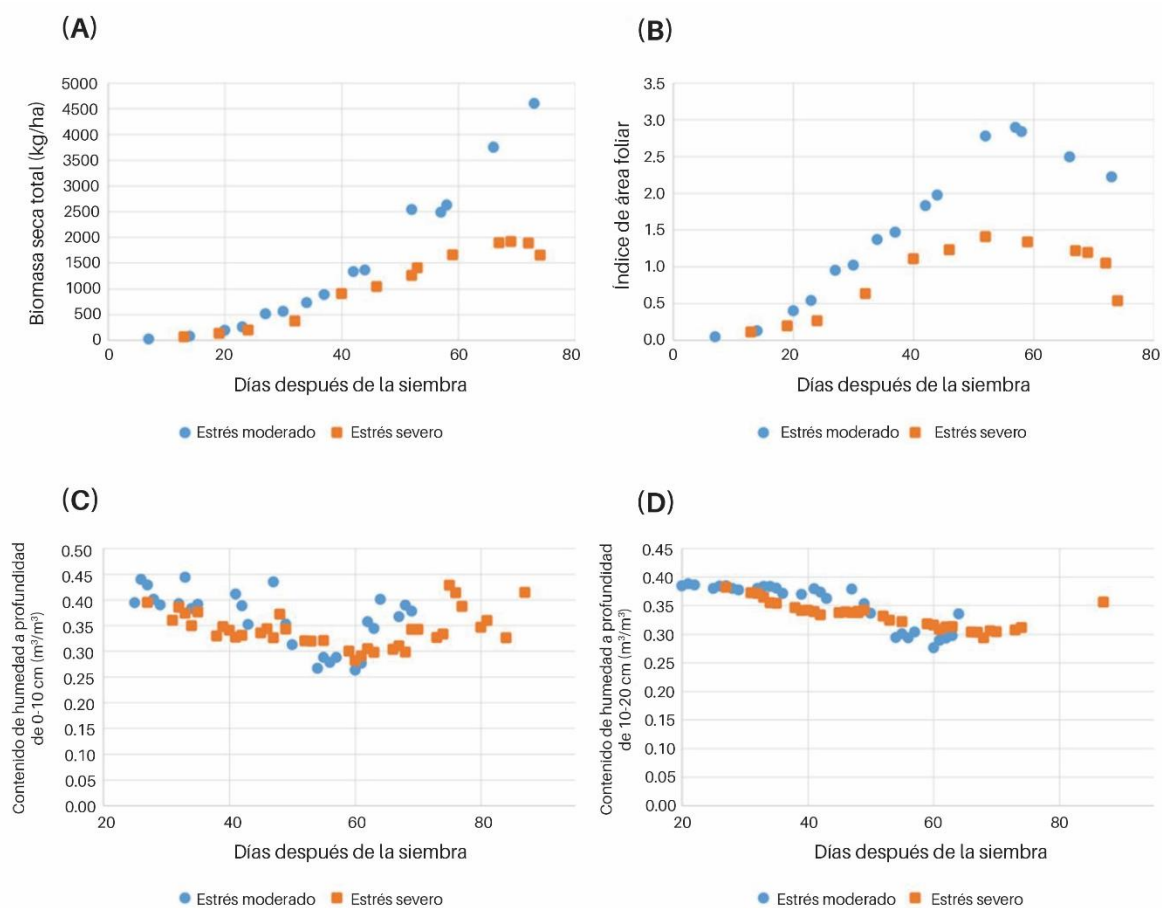 (A)
Biomasa seca total (kg/ha)
5000
4500
4000
3500
3000
2500
2000
1500
1000
500
0
0 20 40 60 80
Días después de la siembra
Estrés moderado Estrés severo
(B)
Índice de área foliar
3.5
3.0
2.5
2.0
1.5
1.0
0.5
0.0
0 20 40 60 80
Días después de la siembra
Estrés moderado Estrés severo
(C)
Contenido de humedad a profundidad
de 0-10 cm (m³/m³)
0.50
0.45
0.40
0.35
0.30
0.25
0.20
0.15
0.10
0.05
0.00
20 40 60 80
Días después de la siembra
Estrés moderado Estrés severo
(D)
Contenido de humedad a profundidad
de 10-20 cm (m³/m³)
0.45
0.40
0.35
0.30
0.25
0.20
0.15
0.10
0.05
0.00
20 40 60 80
Días después de la siembra
Estrés moderado Estrés severo